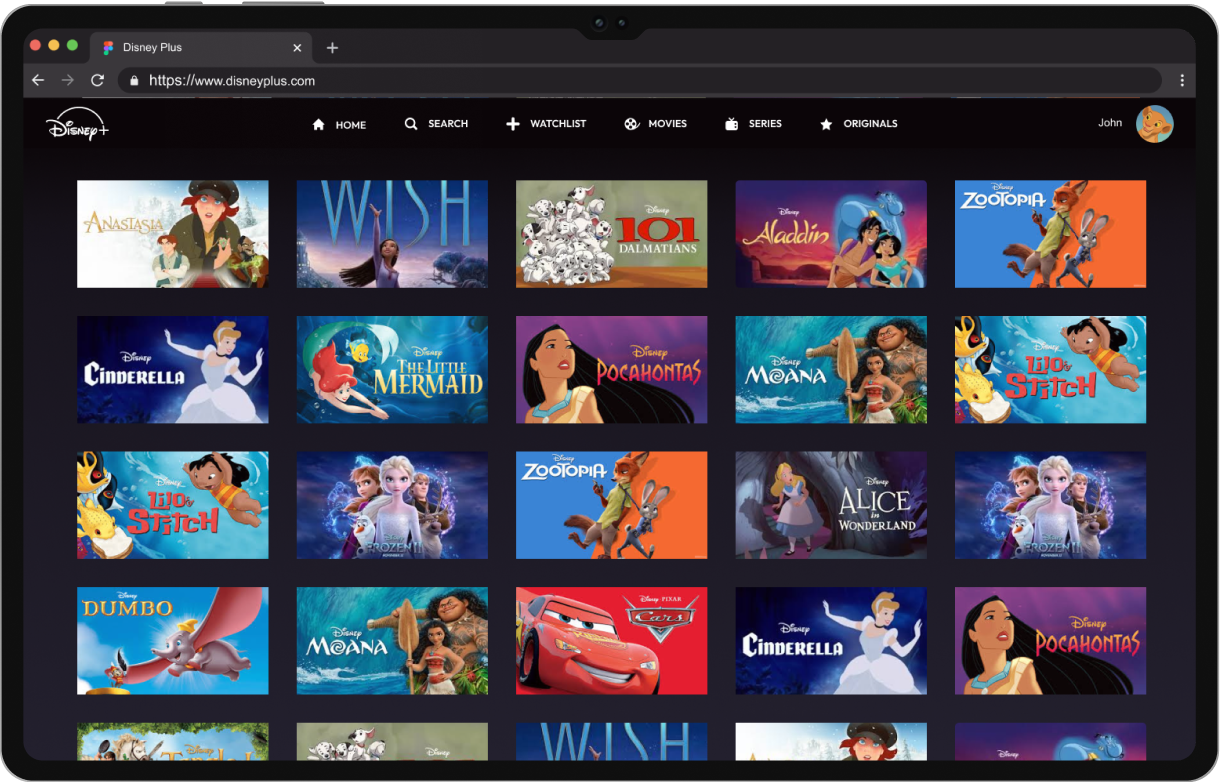 Disney Plus
https://www.disneyplus.com
Disney+
HOME
SEARCH
WATCHLIST
MOVIES
SERIES
ORIGINALS
John
ANASTASIA
WISH
Disney
101
DALMATIANS
Disney
Aladdin
Disney
ZOOTOPIA
Disney
CINDERELLA
Disney
THE LITTLE
MERMAID
Disney
POCAHONTAS
Disney
MOANA
Disney
LILO &
STITCH
Disney
LILO &
STITCH
Disney
FROZEN II
Disney
ZOOTOPIA
Disney
ALICE
in
WONDERLAND
Disney
FROZEN II
Disney
DUMBO
Disney
MOANA
Disney · PIXAR
Cars
Disney
CINDERELLA
Disney
POCAHONTAS
Disney
Disney
WISH
Disney